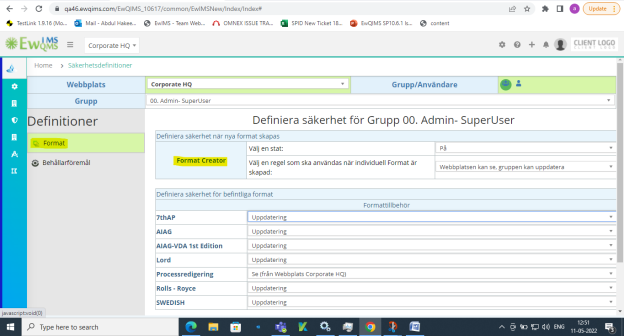 qa46.ewqims.com/EwQIMS_10617/common/EwIMSNew/Index/Index#
Update
TestLink 1.9.16 (Mo...
Mail - Abdul Hakee...
EwIMS - Team Web...
OMNEX ISSUE TRA...
SPID New Ticket 18...
EwQIMS SP10.6.1 Is...
content
EwIMS
QMS
Corporate HQ
CLIENT LOGO
Home > Säkerhetsdefinitioner
Webbplats
Corporate HQ
Grupp/Användare
Grupp
00. Admin- SuperUser
Definitioner
Format
Behållarföremål
Definiera säkerhet för Grupp 00. Admin- SuperUser
Definiera säkerhet när nya format skapas
Format Creator
Välj en stat:
På
Välj en regel som ska användas när individuell Format är skapad:
Webbplatsen kan se, gruppen kan uppdatera
Definiera säkerhet för befintliga format
Formattillbehör
7thAP
Uppdatering
AIAG
Uppdatering
AIAG-VDA 1st Edition
Uppdatering
Lord
Uppdatering
Processredigering
Se (från Webbplats Corporate HQ)
Rolls - Royce
Uppdatering
SWEDISH
Uppdatering
javascript:void(0)
Type here to search
ENG
12:51
11-05-2022